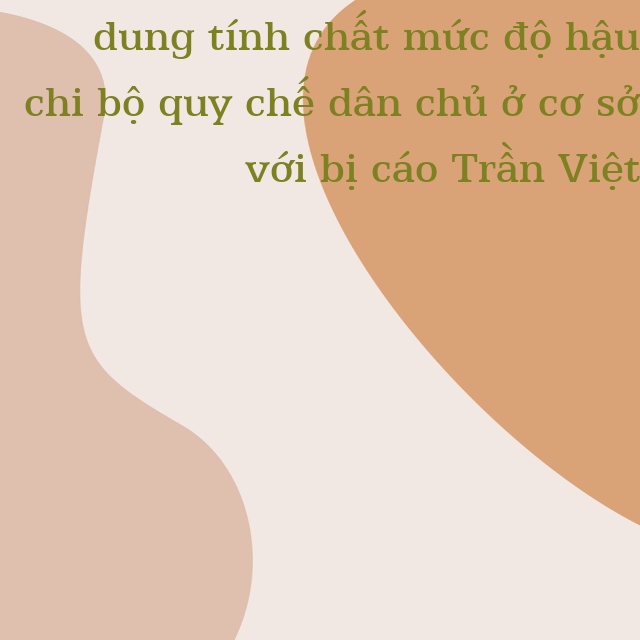 dung tính chất mức độ hậu
chi bộ quy chế dân chủ ở cơ sở
với bị cáo Trần Việt